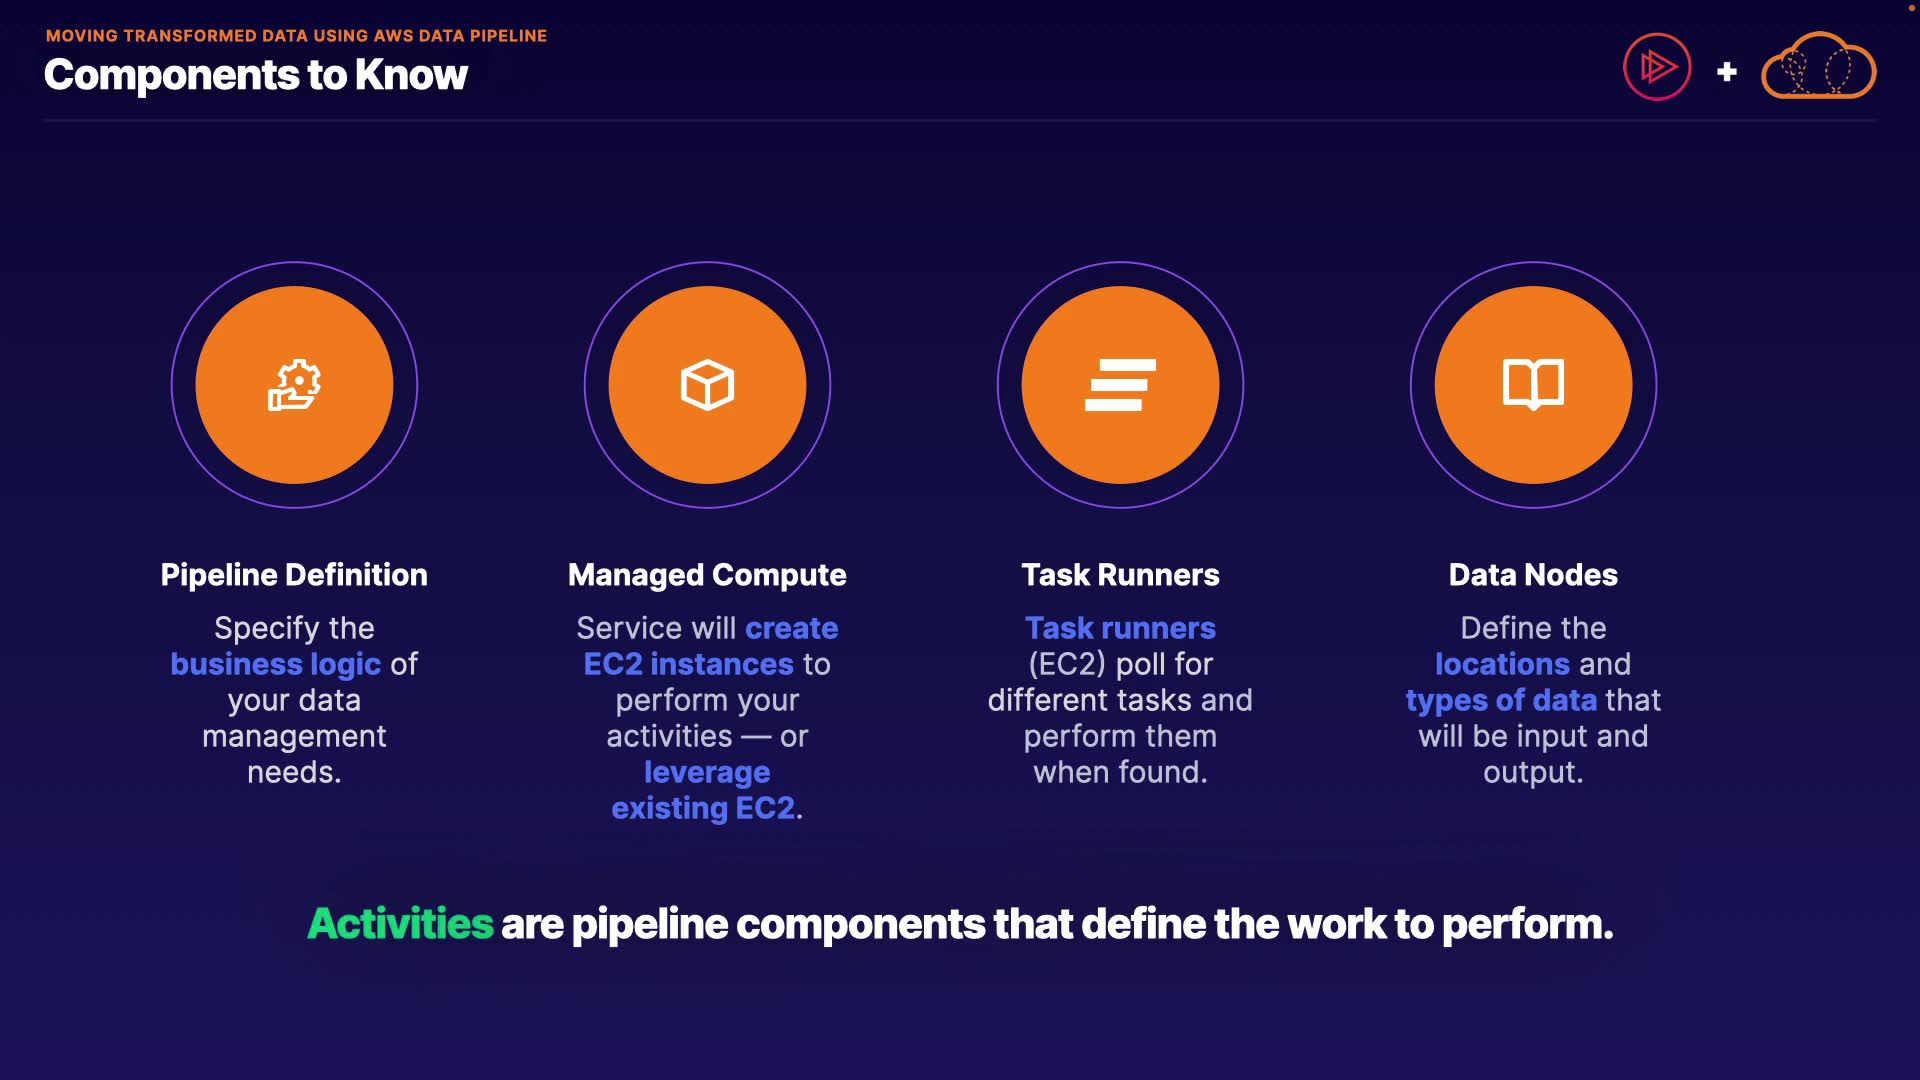 MOVING TRANSFORMED DATA USING AWS DATA PIPELINE
Components to Know
Pipeline Definition
Specify the
business logic of
your data
management
needs.
Managed Compute
Service will create
EC2 instances to
perform your
activities — or
leverage
existing EC2.
Task Runners
Task runners
(EC2) poll for
different tasks and
perform them
when found.
Data Nodes
Define the
locations and
types of data that
will be input and
output.
Activities are pipeline components that define the work to perform.